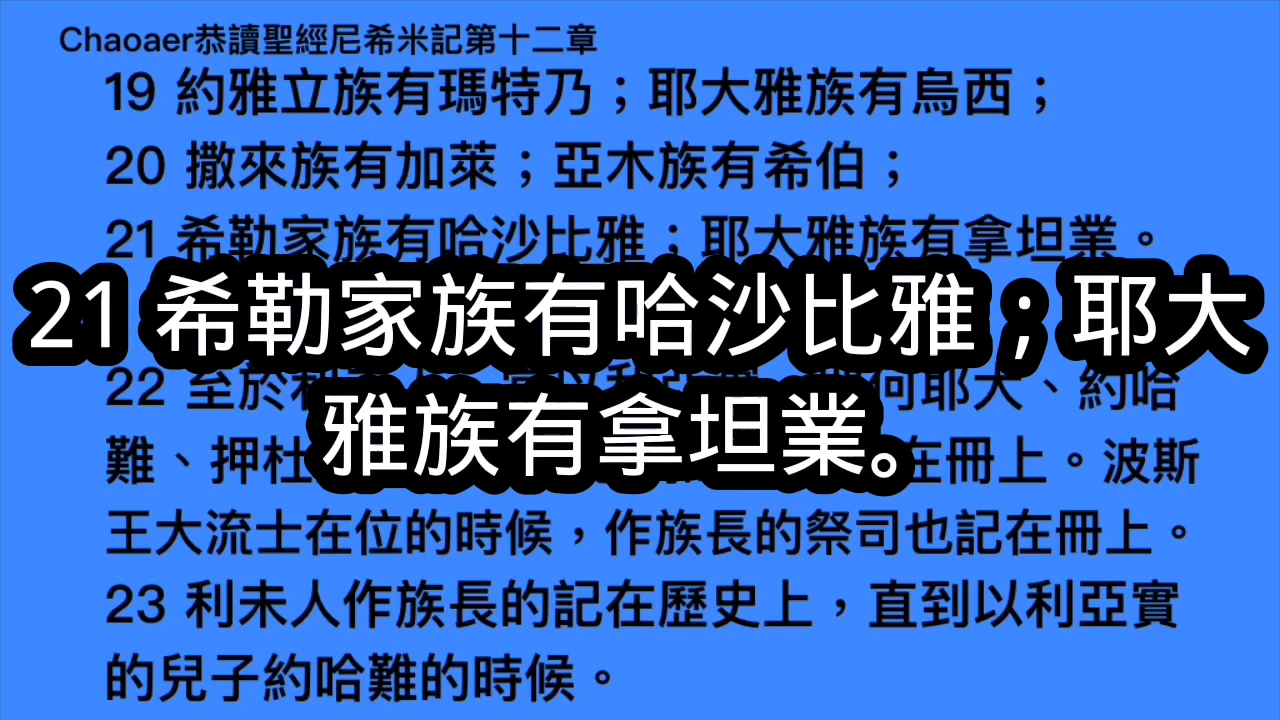 Chaoaer恭讀聖經尼希米記第十二章
19 約雅立族有瑪特乃；耶大雅族有烏西；
20 撒來族有加萊；亞木族有希伯；
21 希勒家族有哈沙比雅；耶大雅族有拿坦業。
21 希勒家族有哈沙比雅；耶大
雅族有拿坦業。
22 至於利 何耶大、約哈
難、押杜 在冊上。波斯
王大流士在位的時候，作族長的祭司也記在冊上。
23 利未人作族長的記在歷史上，直到以利亞實
的兒子約哈難的時候。